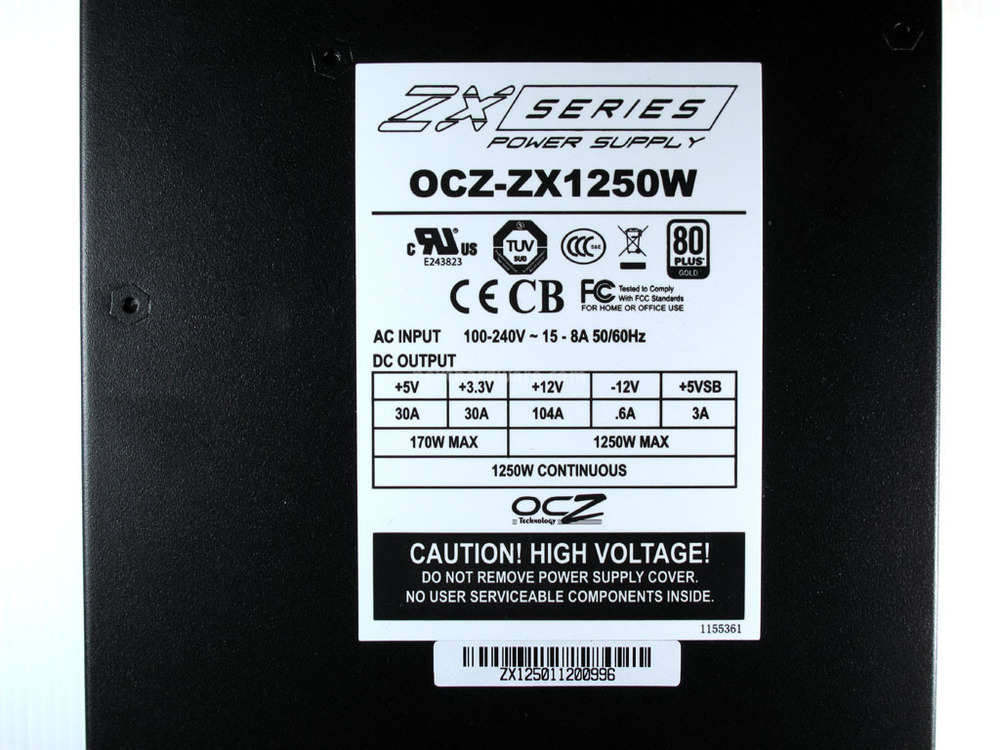 ZX SERIES
POWER SUPPLY
OCZ-ZX1250W
C RU US
E243823
TUV
SUD
CCC S&E
80
PLUS
GOLD
CE CB FC Tested to Comply
With FCC Standards
FOR HOME OR OFFICE USE
AC INPUT 100-240V ~ 15 - 8A 50/60Hz
DC OUTPUT
+5V +3.3V +12V -12V +5VSB
30A 30A 104A .6A 3A
170W MAX 1250W MAX
1250W CONTINUOUS
OCZ
Technology
CAUTION! HIGH VOLTAGE!
DO NOT REMOVE POWER SUPPLY COVER.
NO USER SERVICEABLE COMPONENTS INSIDE.
1155361
ZX125011200996